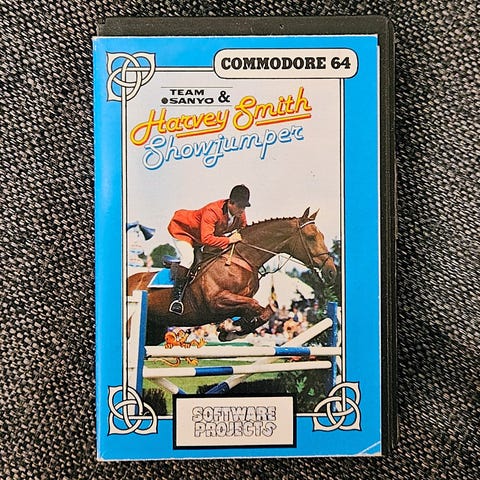 COMMODORE 64
TEAM
SANYO &
Harvey Smith
Showjumper
SOFTWARE
PROJECTS